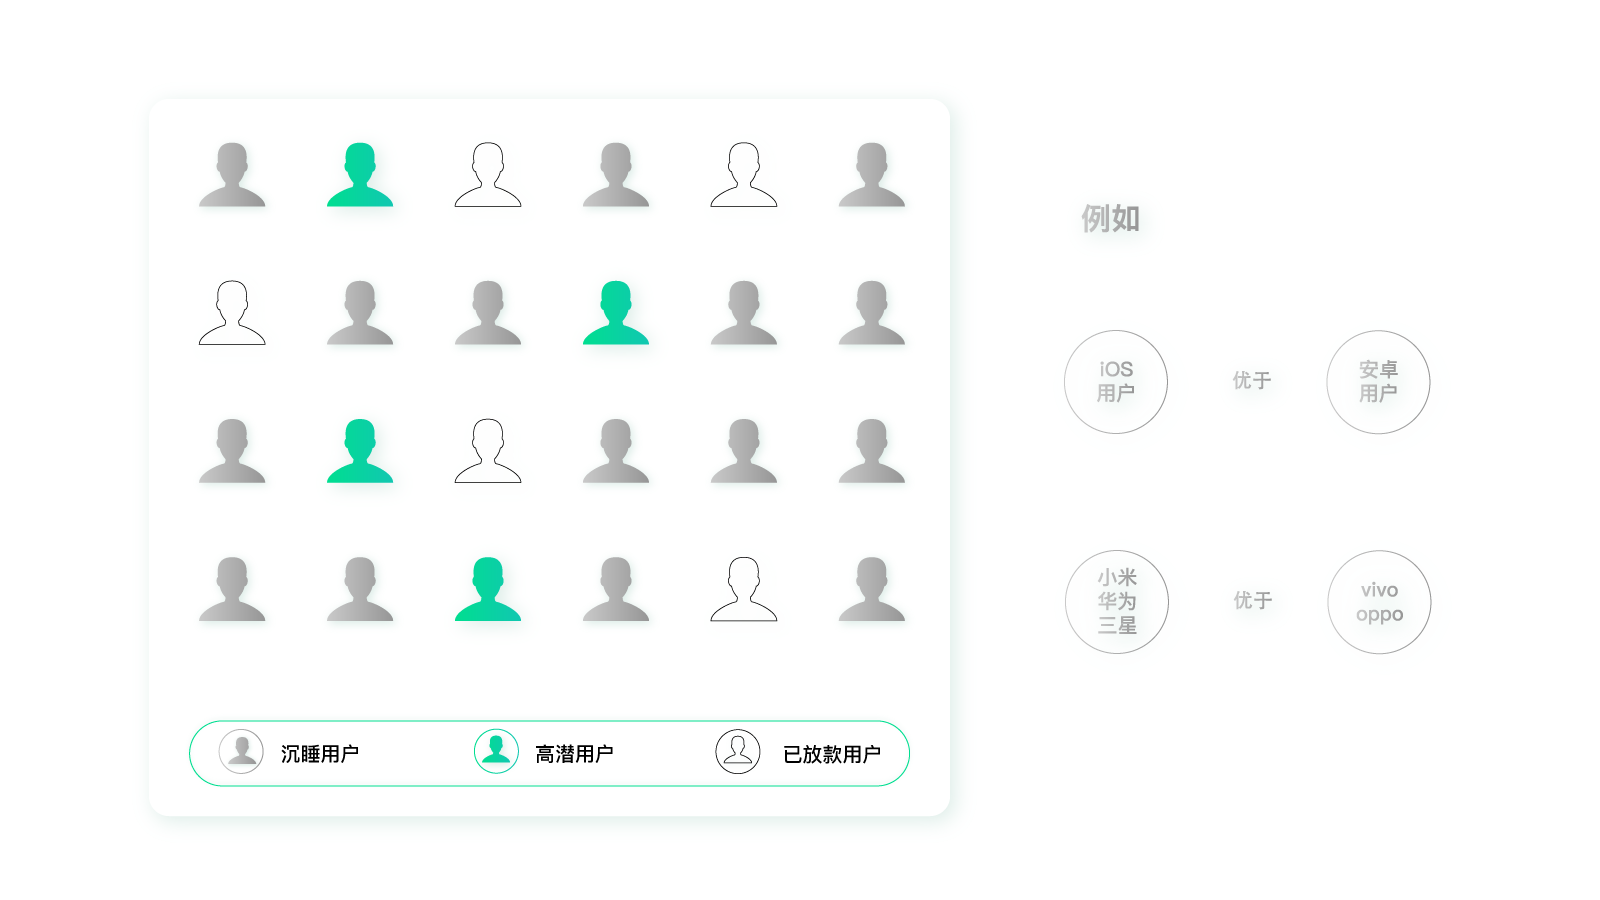 例如
iOS
用户
优于
安卓
用户
小米
华为
三星
优于
vivo
oppo
沉睡用户
高潜用户
已放款用户